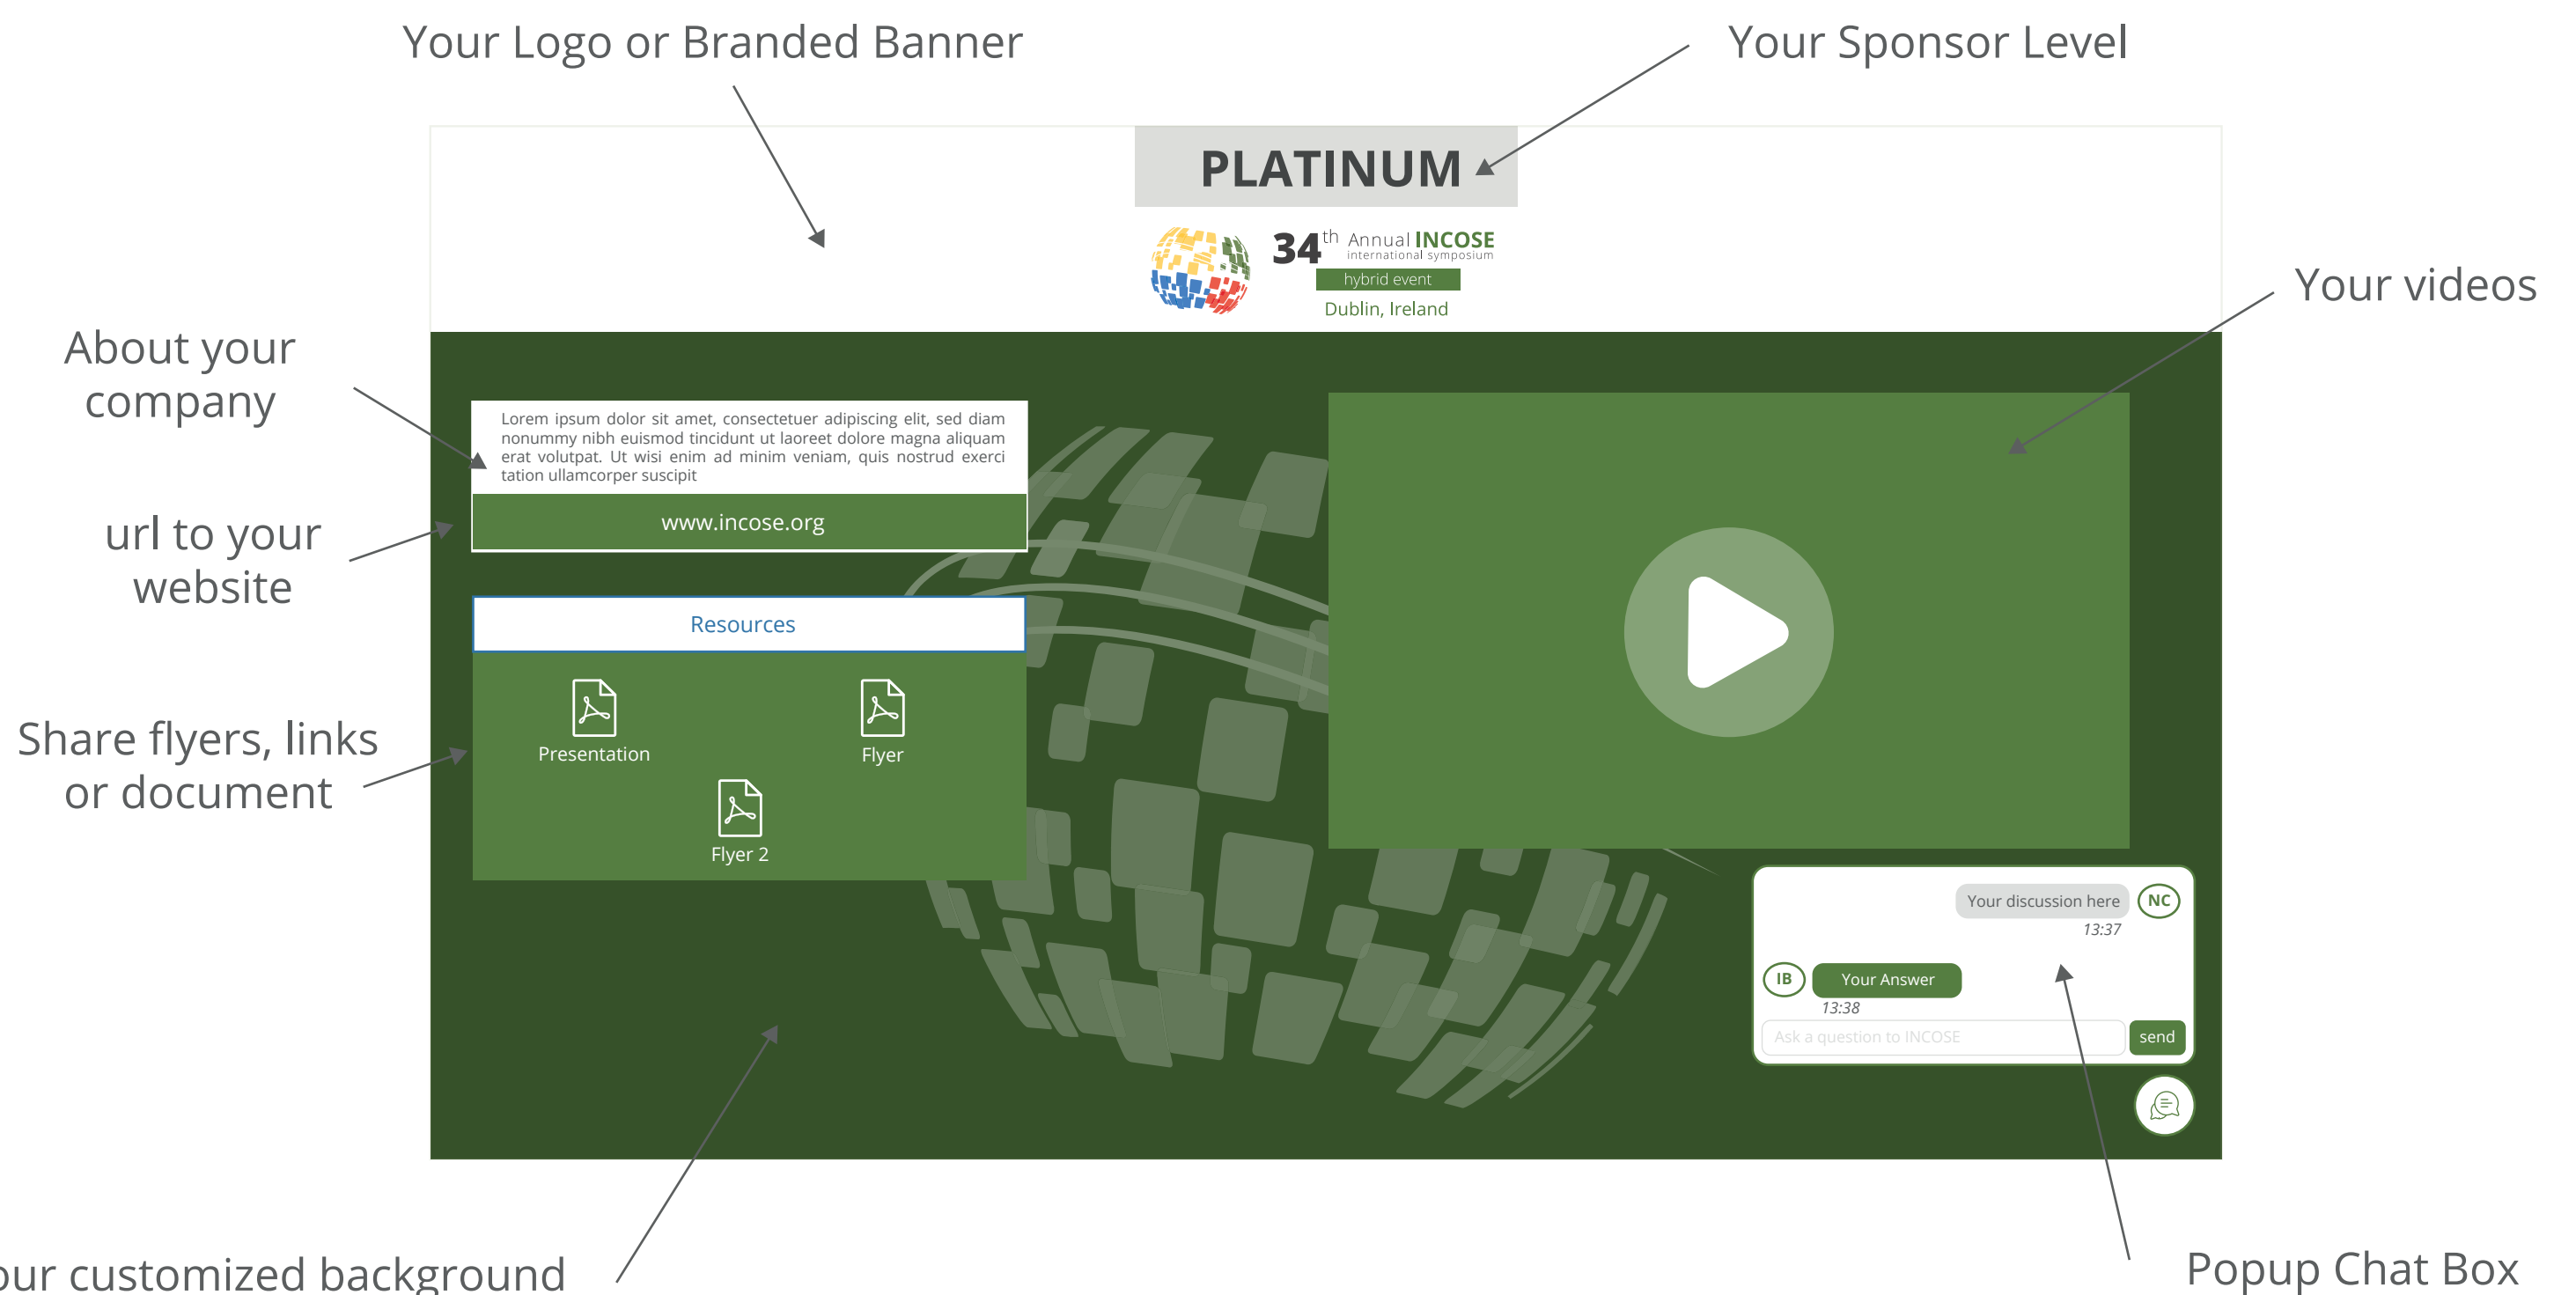 Your Logo or Branded Banner
Your Sponsor Level
PLATINUM
34th Annual INCOSE
international symposium
hybrid event
Dublin, Ireland
Your videos
About your
company
Lorem ipsum dolor sit amet, consectetuer adipiscing elit, sed diam
nonummy nibh euismod tincidunt ut laoreet dolore magna aliquam
erat volutpat. Ut wisi enim ad minim veniam, quis nostrud exerci
tation ullamcorper suscipit
url to your
website
www.incose.org
Resources
Share flyers, links
or document
Presentation
Flyer
Flyer 2
Your discussion here
NC
13:37
IB
Your Answer
13:38
Ask a question to INCOSE
send
our customized background
Popup Chat Box